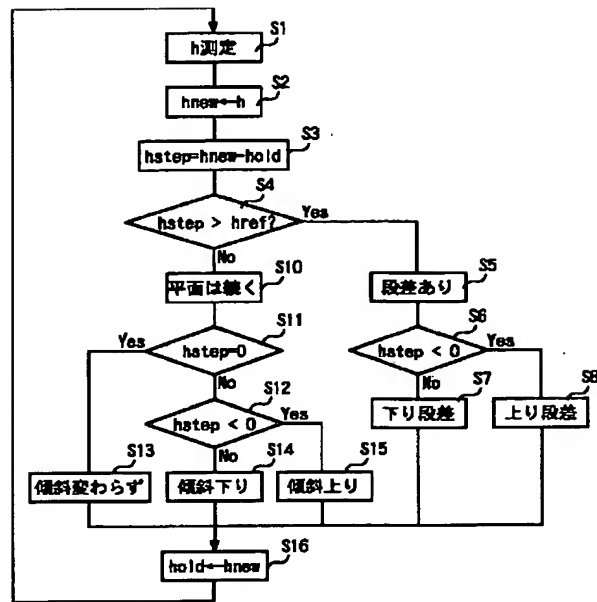 S1
h測定
S2
hnew←h
S3
hstep=hnew-hold
S4
hstep > href?
Yes
No
S10
平面は続く
S5
段差あり
S11
Yes
hstep=0
No
S6
hstep < 0
Yes
No
S12
hstep < 0
Yes
No
S7
下り段差
S8
上り段差
S13
傾斜変わらず
S14
傾斜下り
S15
傾斜上り
S16
hold←hnew